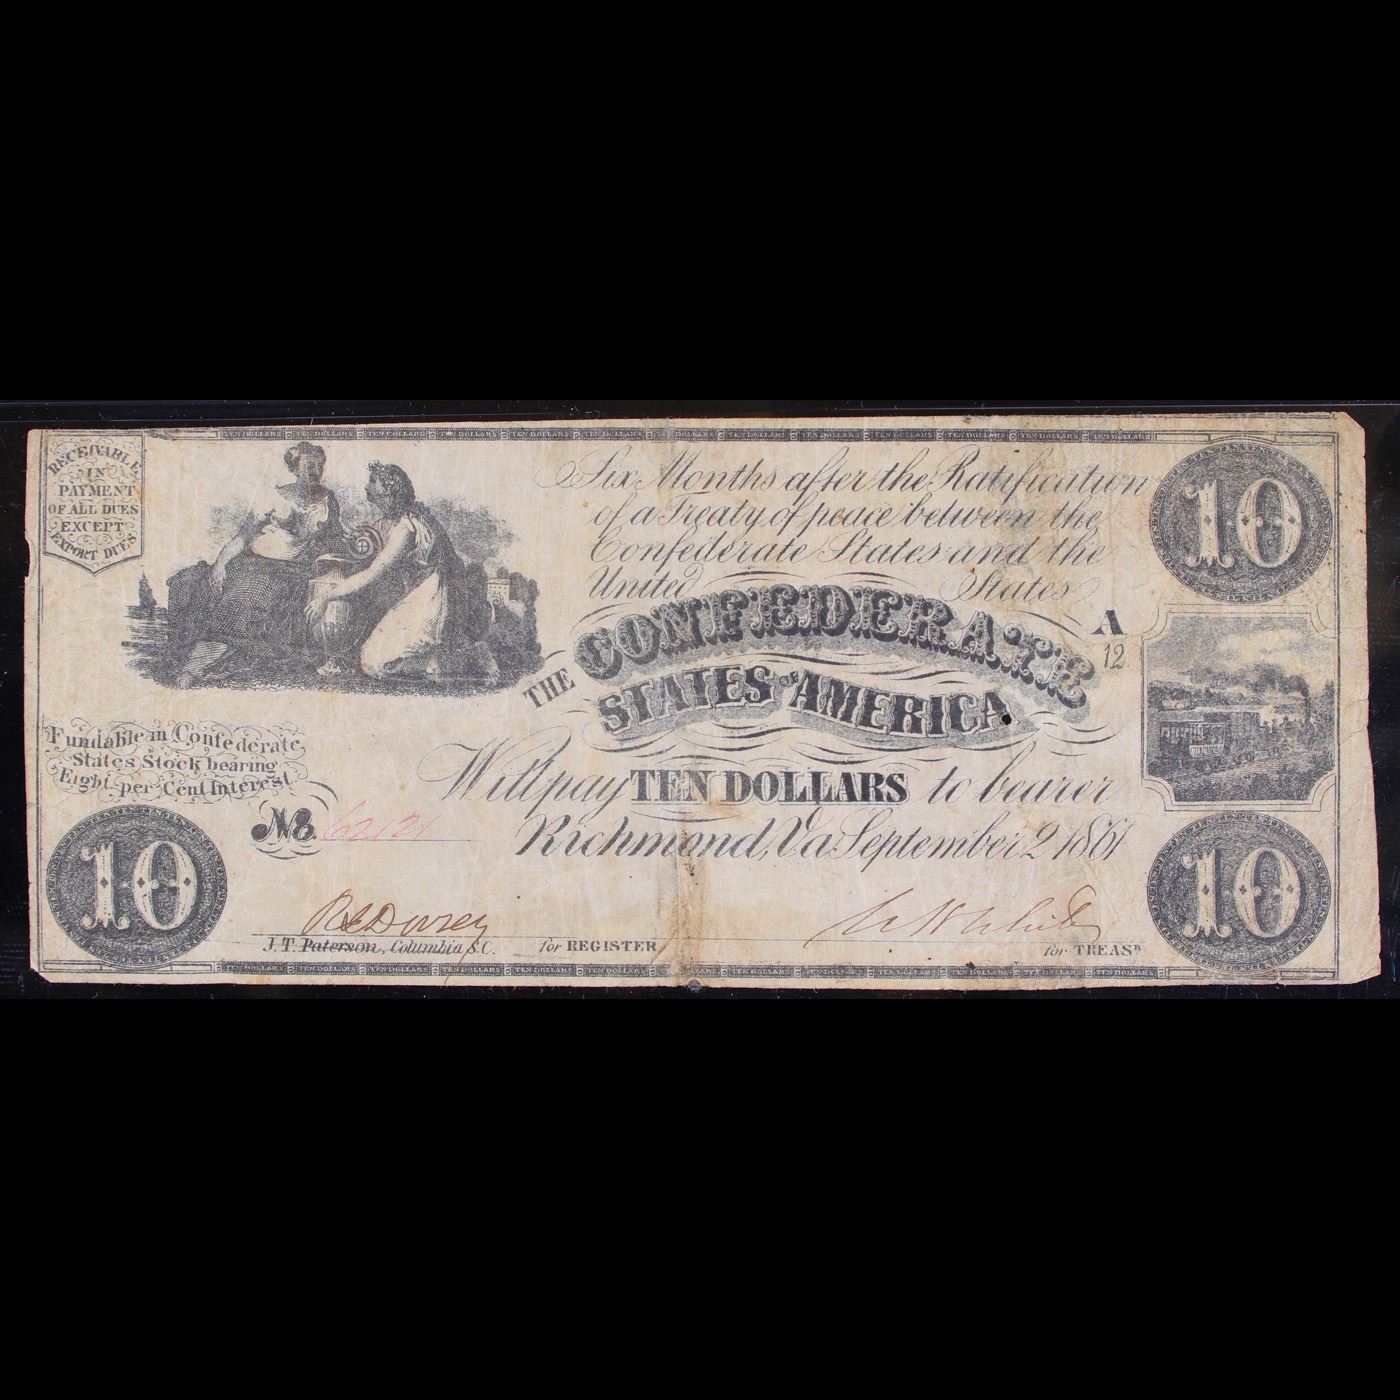 RECEIVABLE
IN
PAYMENT
OF ALL DUES
EXCEPT
EXPORT DUES
Six Months after the Ratification
of a Treaty of peace between the
Confederate States and the
United States
10
A
12
THE CONFEDERATE
STATES OF AMERICA
Fundable in Confederate
States Stock bearing
Eight per Cent Interest
Will pay TEN DOLLARS to bearer
No. 62121
Richmond, Va September 2 1861
10
10
J. T. Paterson, Columbia, S.C.
for REGISTER
for TREASR